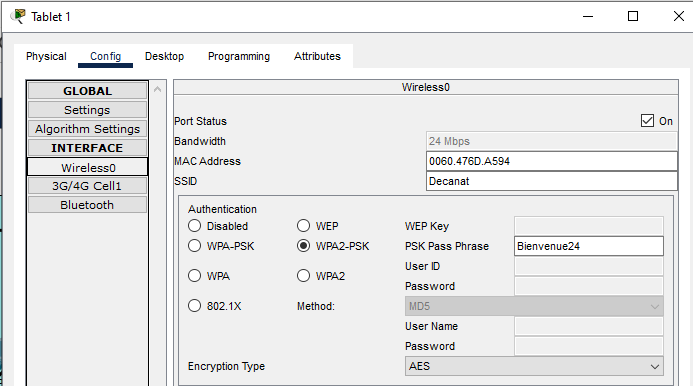 Tablet 1
Physical Config Desktop Programming Attributes
GLOBAL
Settings
Algorithm Settings
INTERFACE
Wireless0
3G/4G Cell1
Bluetooth
Wireless0
Port Status On
Bandwidth 24 Mbps
MAC Address 0060.476D.A594
SSID Decanat
Authentication
Disabled WEP WEP Key
WPA-PSK WPA2-PSK PSK Pass Phrase Bienvenue24
User ID
WPA WPA2
Password
802.1X Method: MD5
User Name
Password
Encryption Type AES